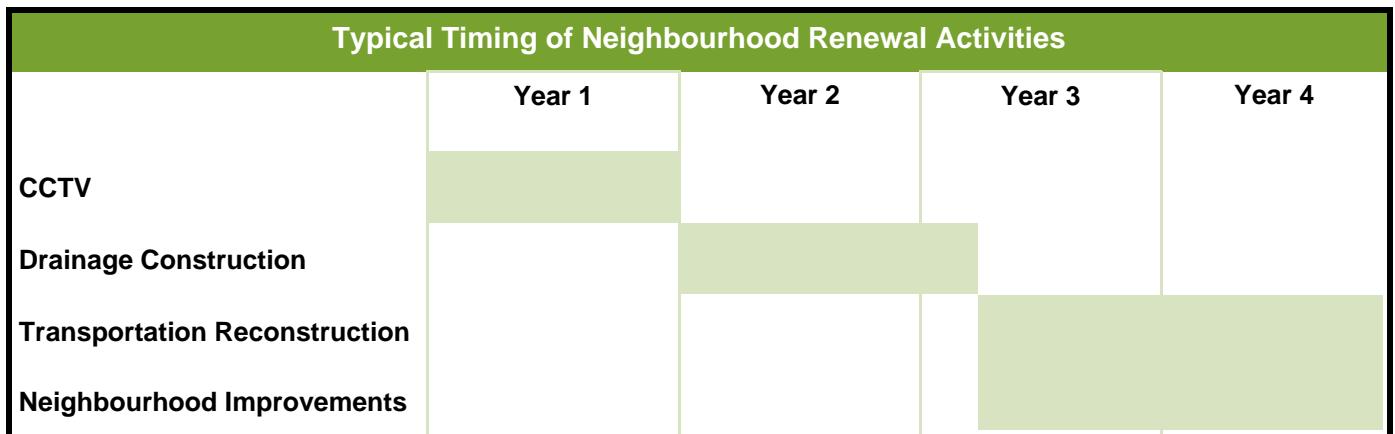 Typical Timing of Neighbourhood Renewal Activities
Year 1 Year 2 Year 3 Year 4
CCTV
Drainage Construction
Transportation Reconstruction
Neighbourhood Improvements